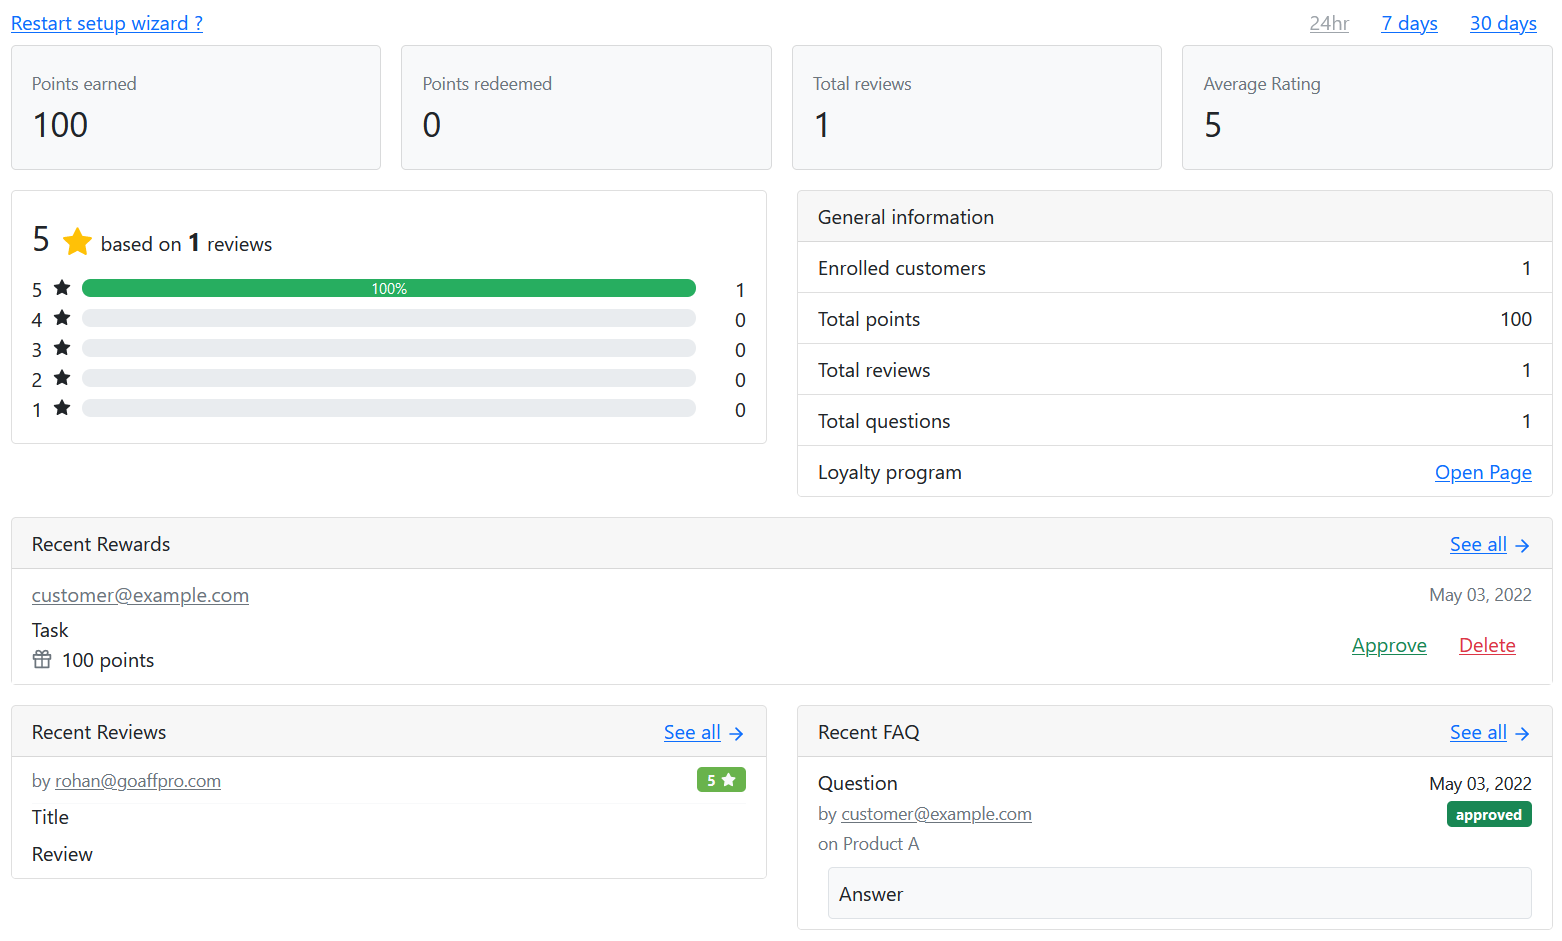 Restart setup wizard ?
24hr 7 days 30 days
Points earned
100
Points redeemed
0
Total reviews
1
Average Rating
5
5 based on 1 reviews
5 100% 1
4 0
3 0
2 0
1 0
General information
Enrolled customers 1
Total points 100
Total reviews 1
Total questions 1
Loyalty program Open Page
Recent Rewards See all
customer@example.com May 03, 2022
Task
100 points
Approve Delete
Recent Reviews See all
by rohan@goaffpro.com 5
Title
Review
Recent FAQ See all
Question May 03, 2022
by customer@example.com approved
on Product A
Answer